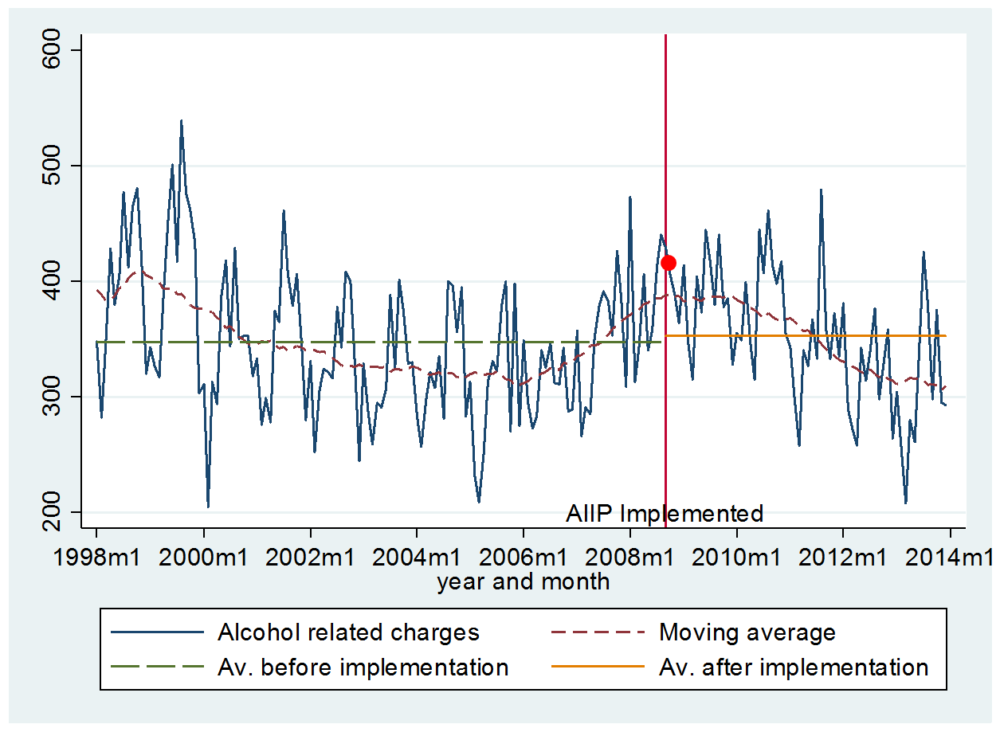 600
500
400
300
200
AIIP Implemented
1998m1 2000m1 2002m1 2004m1 2006m1 2008m1 2010m1 2012m1 2014m1
year and month
Alcohol related charges Moving average
Av. before implementation Av. after implementation